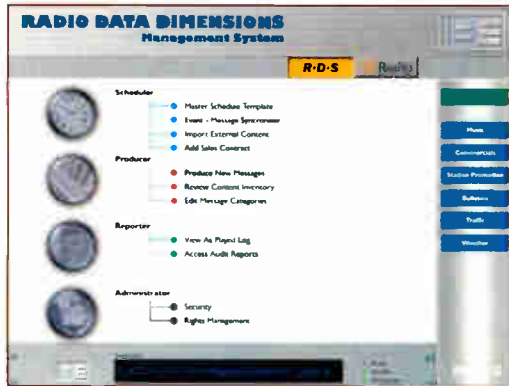 RADIO DATA DIMENSIONS
Management System
R·D·S
Scheduler
Master Schedule Template
Event - Message Syncronizer
Import External Content
Add Sales Contract
Producer
Produce New Messages
Review Content Inventory
Edit Message Categories
Reporter
View As Played Log
Access Audit Reports
Administrator
Security
Rights Management
Music
Commercials
Station Promotion
Bulletins
Traffic
Weather